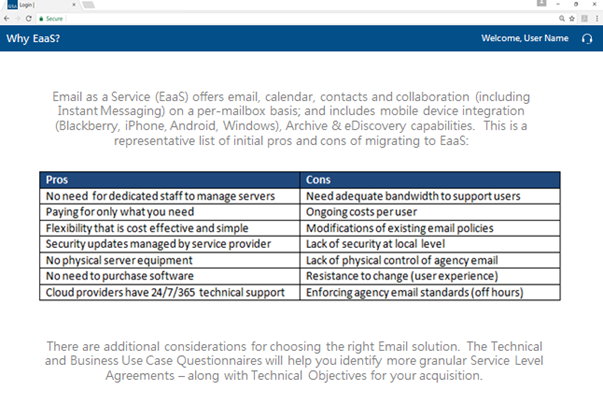 GSA Login |
Secure
Why EaaS?
Welcome, User Name
Email as a Service (EaaS) offers email, calendar, contacts and collaboration (including
Instant Messaging) on a per-mailbox basis; and includes mobile device integration
(Blackberry, iPhone, Android, Windows), Archive & eDiscovery capabilities. This is a
representative list of initial pros and cons of migrating to EaaS:
Pros Cons
No need for dedicated staff to manage servers Need adequate bandwidth to support users
Paying for only what you need Ongoing costs per user
Flexibility that is cost effective and simple Modifications of existing email policies
Security updates managed by service provider Lack of security at local level
No physical server equipment Lack of physical control of agency email
No need to purchase software Resistance to change (user experience)
Cloud providers have 24/7/365 technical support Enforcing agency email standards (off hours)
There are additional considerations for choosing the right Email solution. The Technical
and Business Use Case Questionnaires will help you identify more granular Service Level
Agreements – along with Technical Objectives for your acquisition.